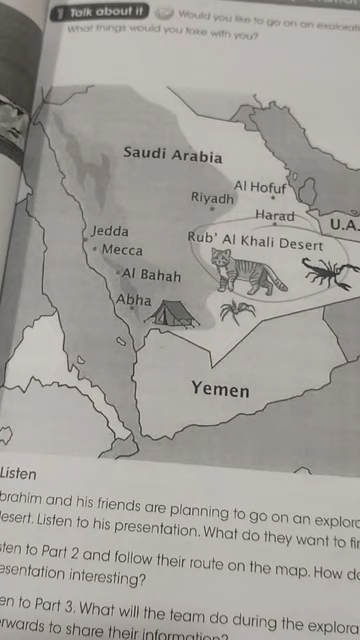 1 Talk about it Would you like to go on an
What things would you take with you?
Saudi Arabia
Al Hofuf
Riyadh
Harad
U.A.
Jedda
Rub' Al Khali Desert
Mecca
Al Bahah
Abha
Yemen
Listen
brahim and his friends are planning to go on an explora
desert. Listen to his presentation. What do they want to fin
sten to Part 2 and follow their route on the map. How do
esentation interesting?
en to Part 3. What will the team do during the explora
erwards to share their information?